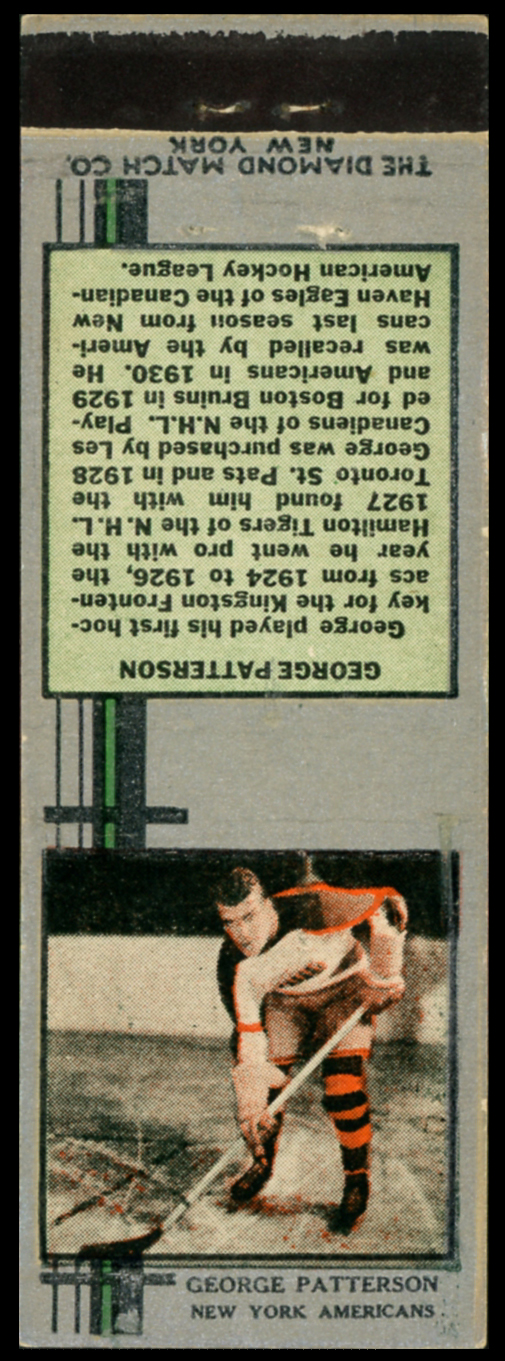 THE DIAMOND MATCH CO.
NEW YORK
GEORGE PATTERSON
George played his first hoc-
key for the Kingston Fronten-
acs from 1924 to 1926, the
year he went pro with the
Hamilton Tigers of the N.H.L.
1927 found him with the
Toronto St. Pats and in 1928
George was purchased by Les
Canadiens of the N.H.L. Play-
ed for Boston Bruins in 1929
and Americans in 1930. He
was recalled by the Ameri-
cans last season from New
Haven Eagles of the Canadian-
American Hockey League.
GEORGE PATTERSON
NEW YORK AMERICANS